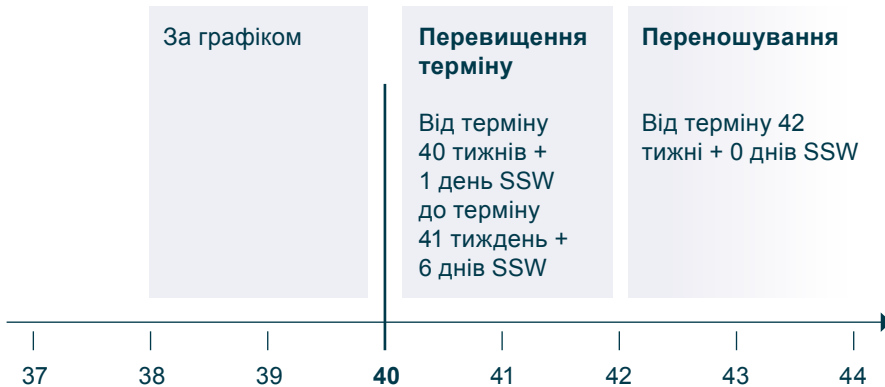 За графіком
Перевищення
терміну
Від терміну
40 тижнів +
1 день SSW
до терміну
41 тиждень +
6 днів SSW
Переношування
Від терміну 42
тижні + 0 днів SSW
37 38 39 40 41 42 43 44